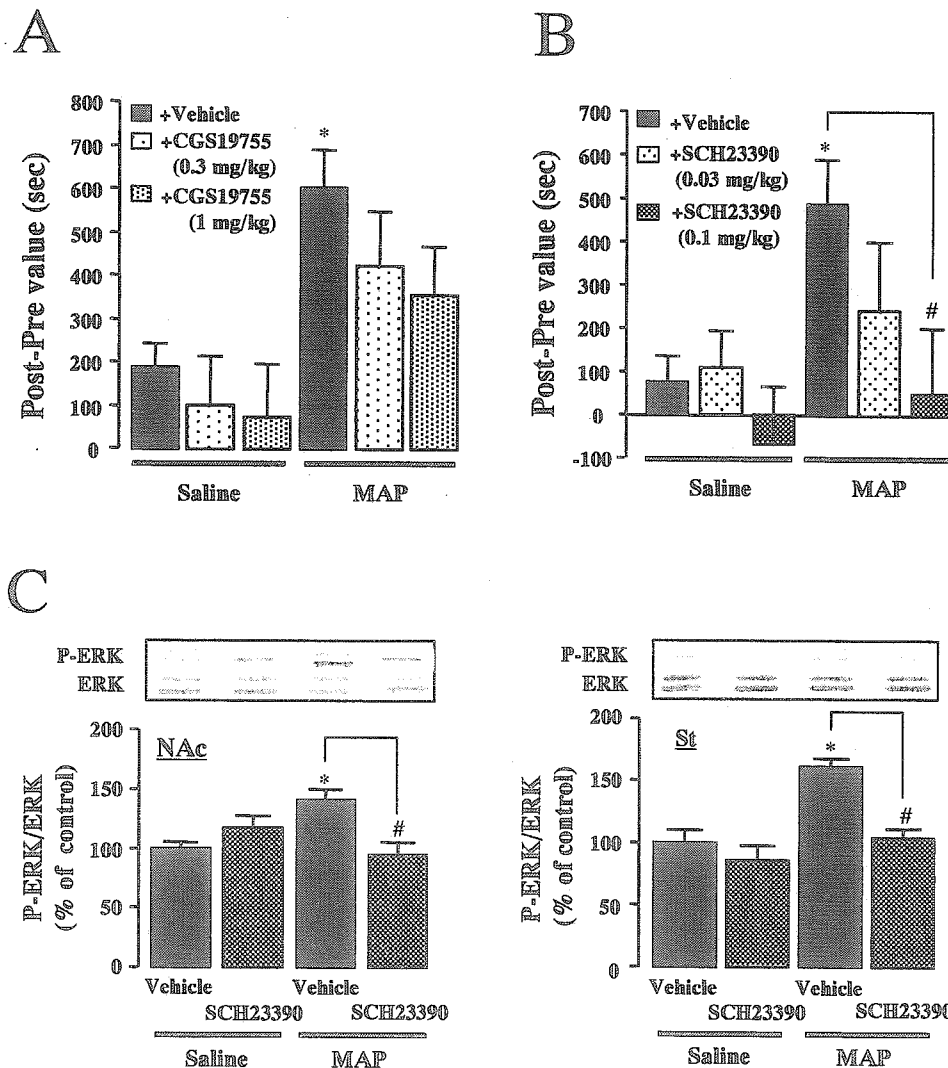 A
Post-Pre value (sec)
800
700
600
500
400
300
200
100
0
+Vehicle
+CGS19755
(0.3 mg/kg)
+CGS19755
(1 mg/kg)
*
Saline
MAP
B
Post-Pre value (sec)
700
600
500
400
300
200
100
0
-100
+Vehicle
+SCH23390
(0.03 mg/kg)
+SCH23390
(0.1 mg/kg)
*
#
Saline
MAP
C
P-ERK
ERK
P-ERK/ERK
(% of control)
200
150
100
50
0
NAc
*
#
Vehicle
Vehicle
SCH23390
SCH23390
Saline
MAP
P-ERK
ERK
P-ERK/ERK
(% of control)
200
150
100
50
0
St
*
#
Vehicle
Vehicle
SCH23390
SCH23390
Saline
MAP